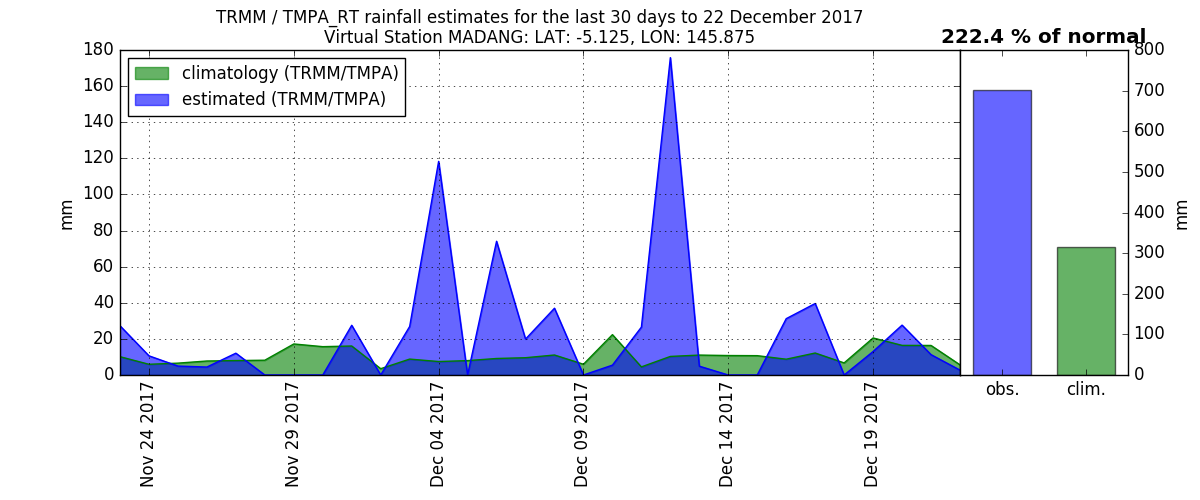 TRMM / TMPA_RT rainfall estimates for the last 30 days to 22 December 2017
Virtual Station MADANG: LAT: -5.125, LON: 145.875
222.4 % of normal
climatology (TRMM/TMPA)
estimated (TRMM/TMPA)
180
160
140
120
100
80
60
40
20
0
mm
Nov 24 2017
Nov 29 2017
Dec 04 2017
Dec 09 2017
Dec 14 2017
Dec 19 2017
obs.
clim.
800
700
600
500
400
300
200
100
0
mm